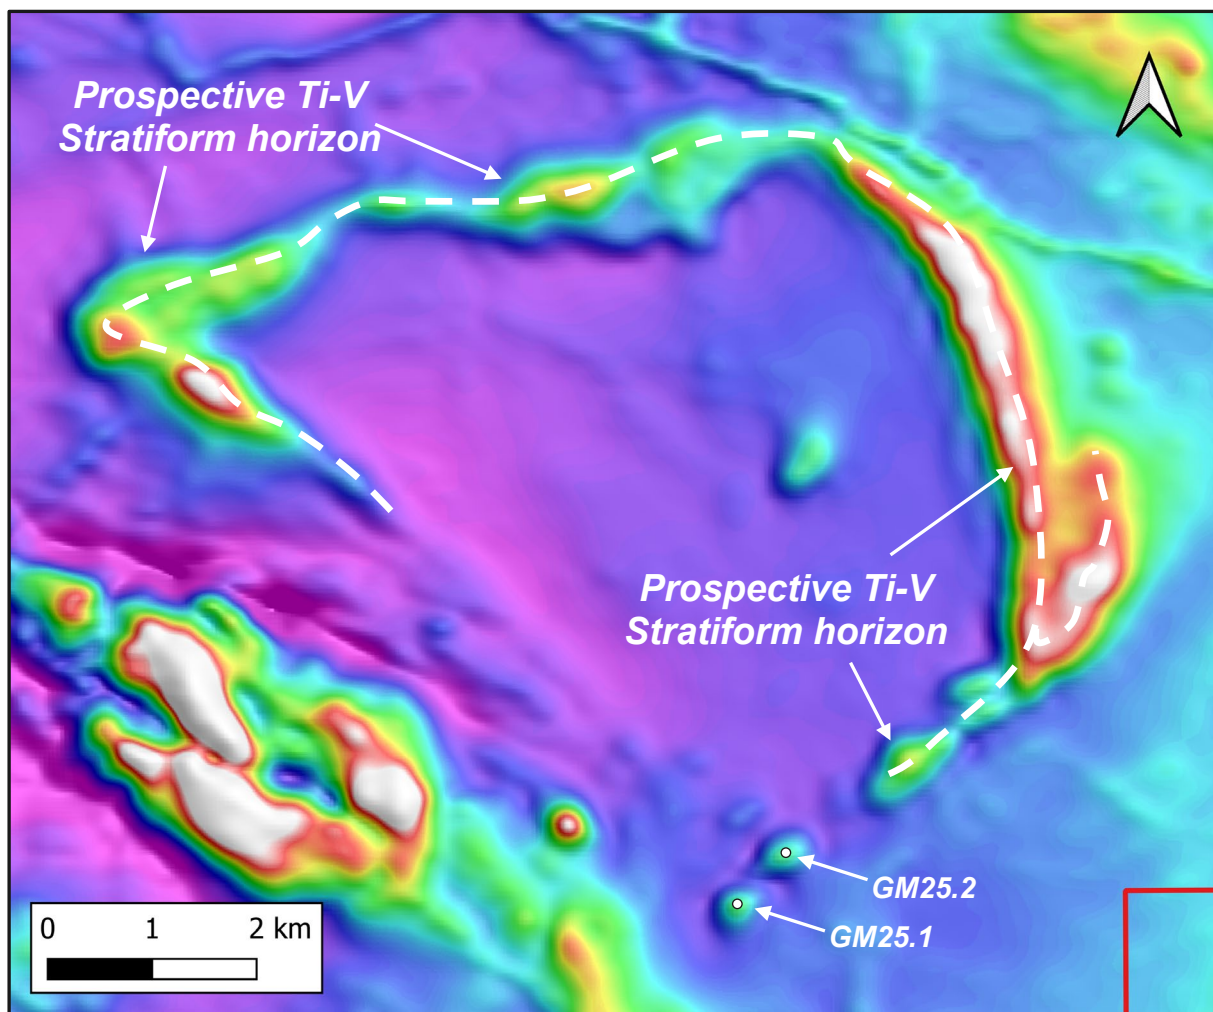 Prospective Ti-V
Stratiform horizon
Prospective Ti-V
Stratiform horizon
GM25.2
GM25.1
0 1 2 km